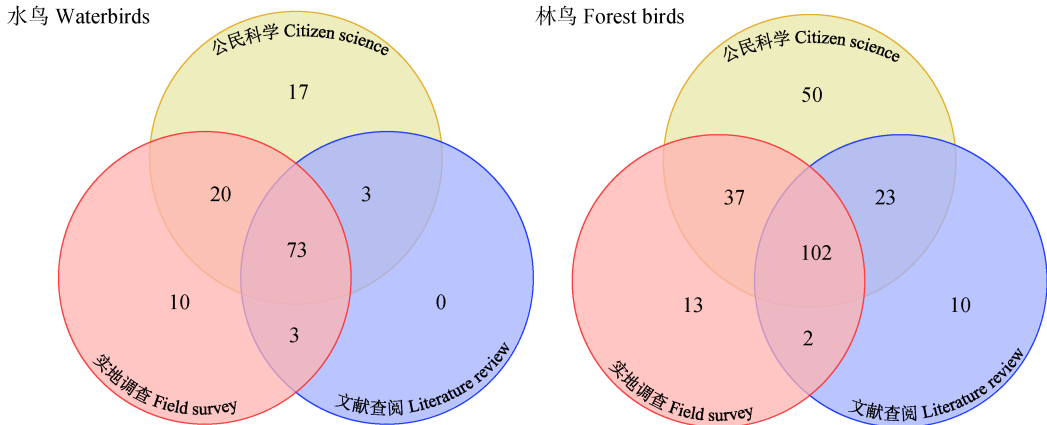 水鸟 Waterbirds
公民科学 Citizen science
17
20
3
73
10
0
3
实地调查 Field survey
文献查阅 Literature review
林鸟 Forest birds
公民科学 Citizen science
50
37
23
102
13
10
2
实地调查 Field survey
文献查阅 Literature review